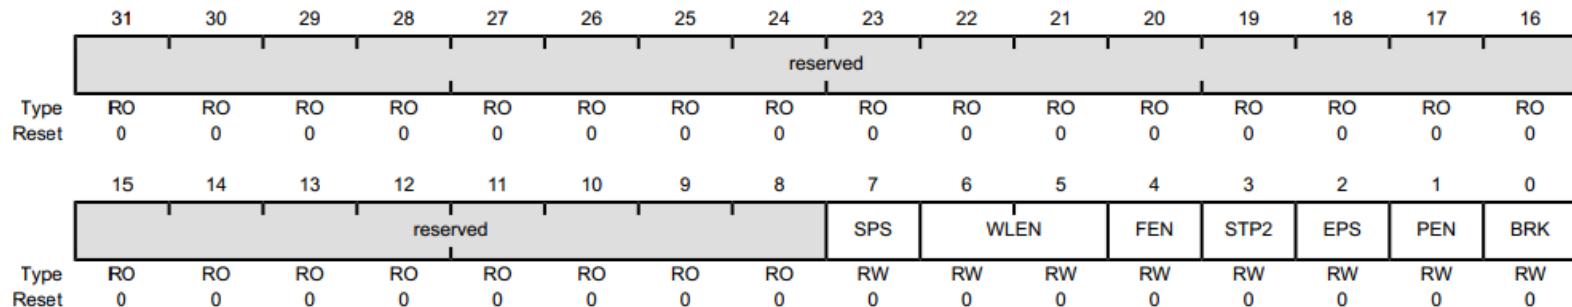 31 30 29 28 27 26 25 24 23 22 21 20 19 18 17 16
reserved
Type RO RO RO RO RO RO RO RO RO RO RO RO RO RO RO RO
Reset 0 0 0 0 0 0 0 0 0 0 0 0 0 0 0 0
15 14 13 12 11 10 9 8 7 6 5 4 3 2 1 0
reserved SPS WLEN FEN STP2 EPS PEN BRK
Type RO RO RO RO RO RO RO RO RW RW RW RW RW RW RW RW
Reset 0 0 0 0 0 0 0 0 0 0 0 0 0 0 0 0